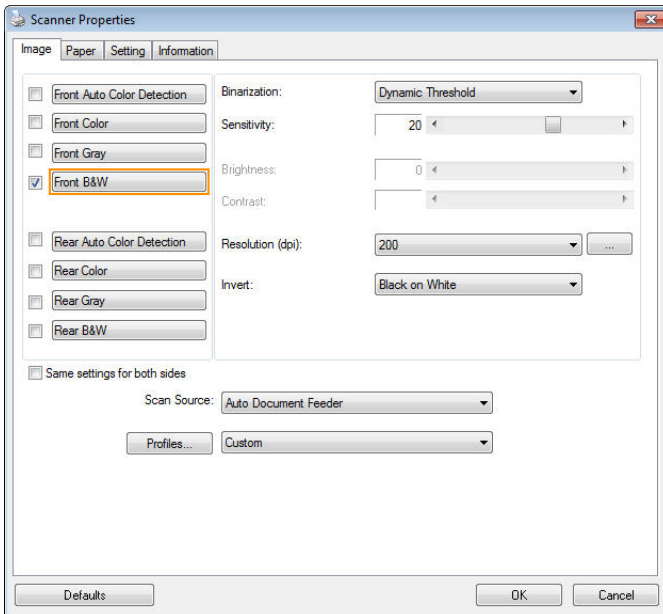 Scanner Properties
Image Paper Setting Information
Front Auto Color Detection
Front Color
Front Gray
Front B&W
Rear Auto Color Detection
Rear Color
Rear Gray
Rear B&W
Binarization: Dynamic Threshold
Sensitivity: 20
Brightness: 0
Contrast:
Resolution (dpi): 200 ...
Invert: Black on White
Same settings for both sides
Scan Source: Auto Document Feeder
Profiles... Custom
Defaults OK Cancel